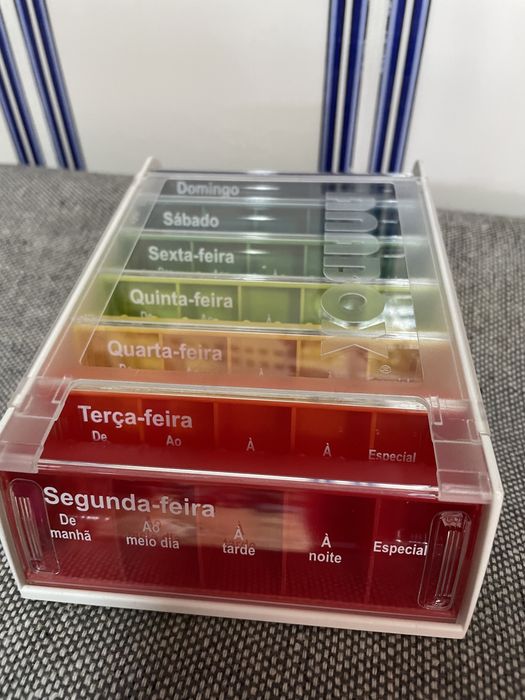 Domingo
Sábado
Sexta-feira
Quinta-feira
Quarta-feira
Terça-feira
De Ao À À Especial
Segunda-feira
De manhã
Ao meio dia
À tarde
À noite
Especial